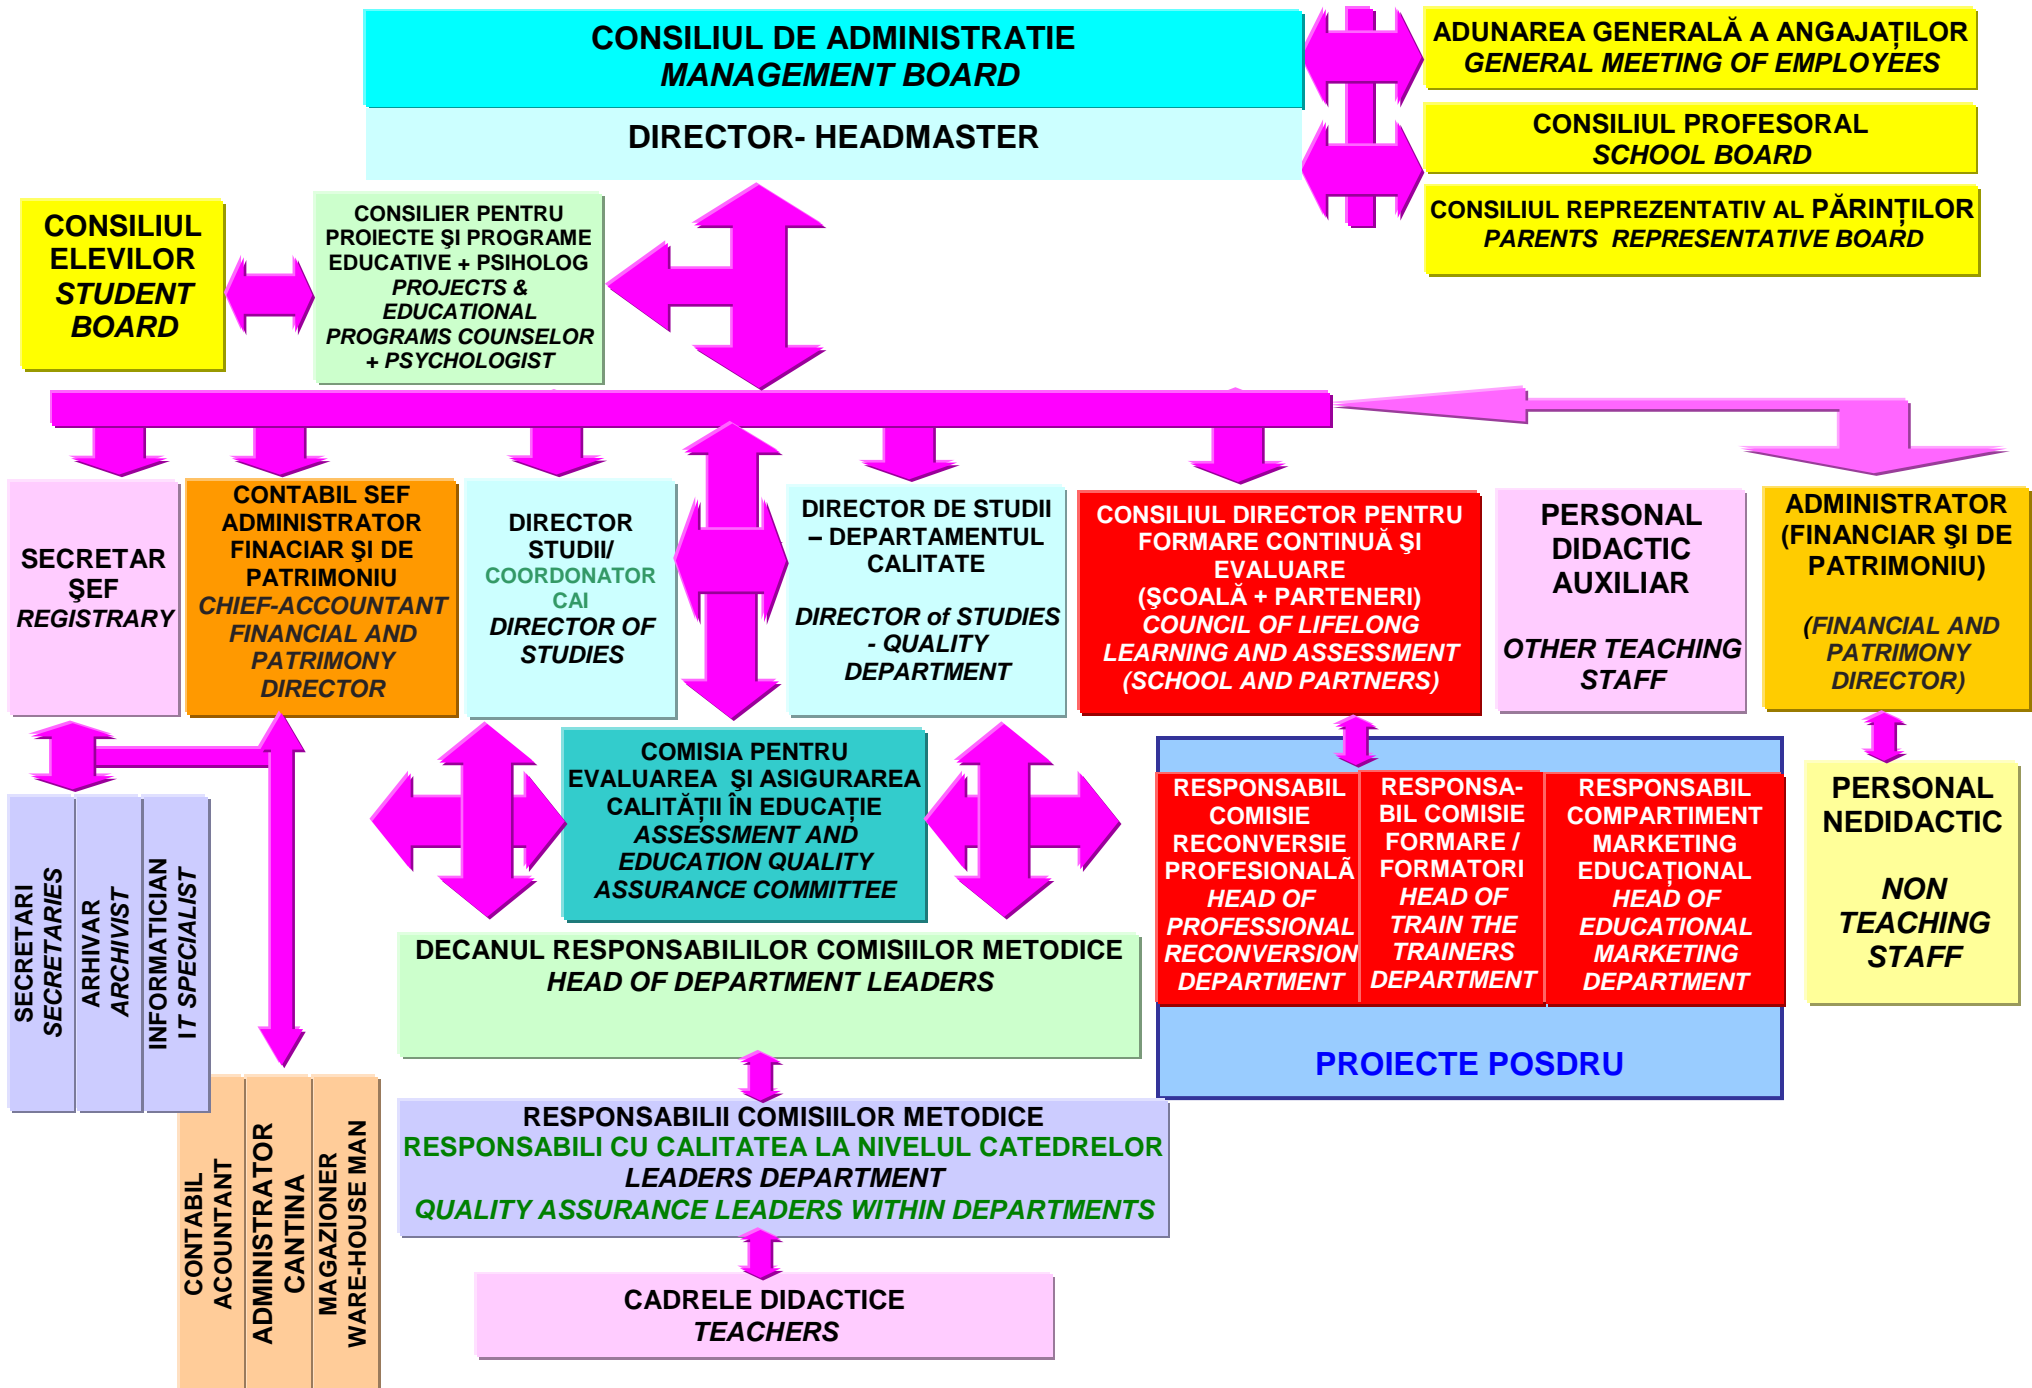 CONSILIUL DE ADMINISTRATIE
MANAGEMENT BOARD
DIRECTOR- HEADMASTER
ADUNAREA GENERALĂ A ANGAJAȚILOR
GENERAL MEETING OF EMPLOYEES
CONSILIUL PROFESORAL
SCHOOL BOARD
CONSILIUL REPREZENTATIV AL PĂRINȚILOR
PARENTS REPRESENTATIVE BOARD
CONSILIUL
ELEVILOR
STUDENT
BOARD
CONSILIER PENTRU
PROIECTE ŞI PROGRAME
EDUCATIVE + PSIHOLOG
PROJECTS &
EDUCATIONAL
PROGRAMS COUNSELOR
+ PSYCHOLOGIST
SECRETAR
ŞEF
REGISTRARY
CONTABIL SEF
ADMINISTRATOR
FINACIAR ŞI DE
PATRIMONIU
CHIEF-ACCOUNTANT
FINANCIAL AND
PATRIMONY
DIRECTOR
DIRECTOR
STUDII/
COORDONATOR
CAI
DIRECTOR OF
STUDIES
DIRECTOR DE STUDII
– DEPARTAMENTUL
CALITATE
DIRECTOR of STUDIES
- QUALITY
DEPARTMENT
CONSILIUL DIRECTOR PENTRU
FORMARE CONTINUĂ ŞI
EVALUARE
(ŞCOALĂ + PARTENERI)
COUNCIL OF LIFELONG
LEARNING AND ASSESSMENT
(SCHOOL AND PARTNERS)
PERSONAL
DIDACTIC
AUXILIAR
OTHER TEACHING
STAFF
ADMINISTRATOR
(FINANCIAR ŞI DE
PATRIMONIU)
(FINANCIAL AND
PATRIMONY
DIRECTOR)
COMISIA PENTRU
EVALUAREA ŞI ASIGURAREA
CALITĂȚII ÎN EDUCAȚIE
ASSESSMENT AND
EDUCATION QUALITY
ASSURANCE COMMITTEE
RESPONSABIL
COMISIE
RECONVERSIE
PROFESIONALÃ
HEAD OF
PROFESSIONAL
RECONVERSION
DEPARTMENT
RESPONSA-
BIL COMISIE
FORMARE /
FORMATORI
HEAD OF
TRAIN THE
TRAINERS
DEPARTMENT
RESPONSABIL
COMPARTIMENT
MARKETING
EDUCAȚIONAL
HEAD OF
EDUCATIONAL
MARKETING
DEPARTMENT
PROIECTE POSDRU
PERSONAL
NEDIDACTIC
NON
TEACHING
STAFF
SECRETARI
SECRETARIES
ARHIVAR
ARCHIVIST
INFORMATICIAN
IT SPECIALIST
CONTABIL
ACOUNTANT
ADMINISTRATOR
CANTINA
MAGAZIONER
WARE-HOUSE MAN
DECANUL RESPONSABILILOR COMISIILOR METODICE
HEAD OF DEPARTMENT LEADERS
RESPONSABILII COMISIILOR METODICE
RESPONSABILI CU CALITATEA LA NIVELUL CATEDRELOR
LEADERS DEPARTMENT
QUALITY ASSURANCE LEADERS WITHIN DEPARTMENTS
CADRELE DIDACTICE
TEACHERS